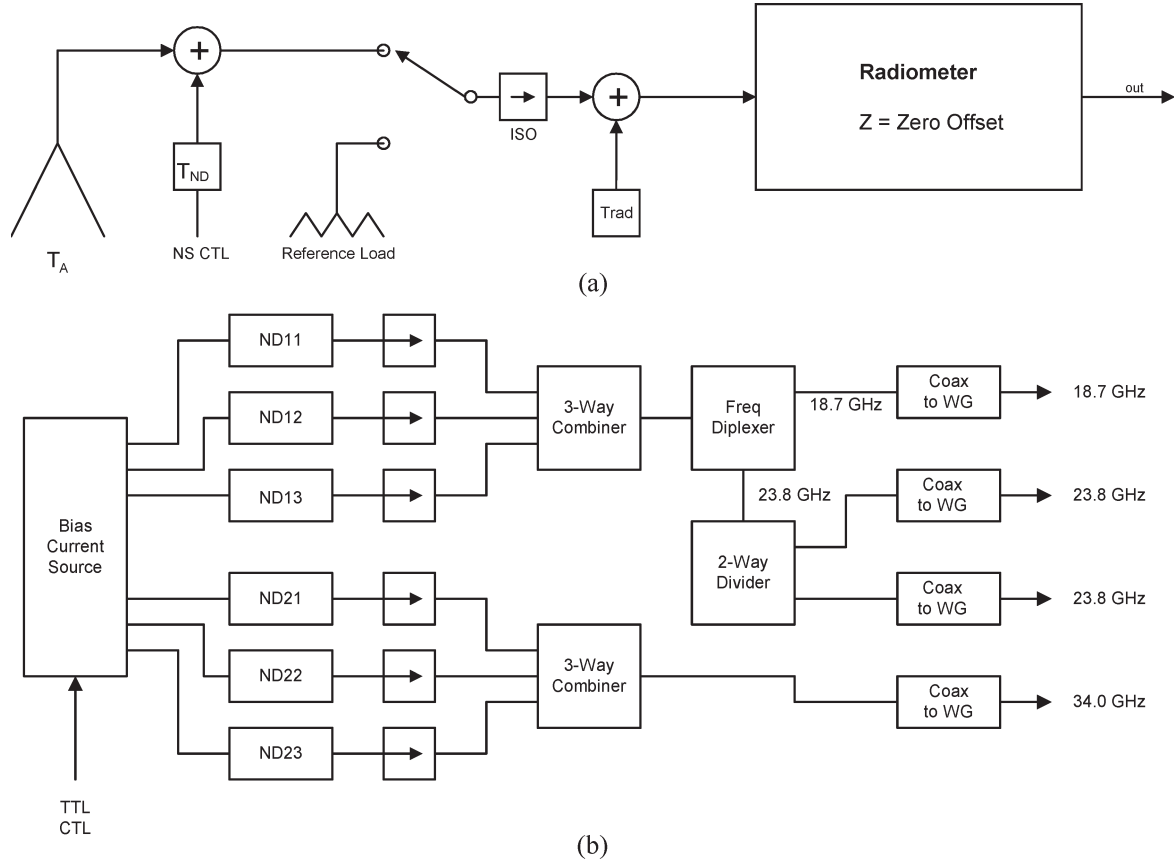 Radiometer
Z = Zero Offset
out
ISO
T_ND
Trad
T_A
NS CTL
Reference Load
(a)
ND11
ND12
ND13
ND21
ND22
ND23
Bias
Current
Source
TTL
CTL
3-Way
Combiner
3-Way
Combiner
Freq
Diplexer
18.7 GHz
23.8 GHz
2-Way
Divider
Coax
to WG
18.7 GHz
Coax
to WG
23.8 GHz
Coax
to WG
23.8 GHz
Coax
to WG
34.0 GHz
(b)